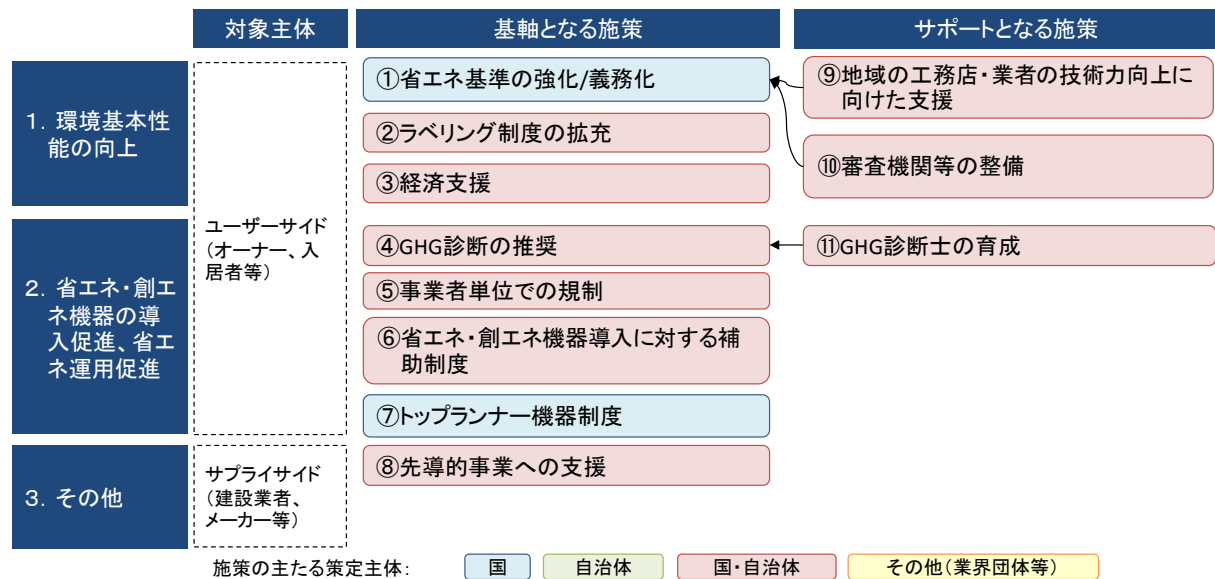 対象主体
基軸となる施策
サポートとなる施策
1．環境基本性
能の向上
ユーザーサイド
（オーナー、入
居者等）
①省エネ基準の強化/義務化
②ラベリング制度の拡充
③経済支援
⑨地域の工務店・業者の技術力向上に
向けた支援
⑩審査機関等の整備
2．省エネ・創エ
ネ機器の導
入促進、省エ
ネ運用促進
④GHG診断の推奨
⑤事業者単位での規制
⑥省エネ・創エネ機器導入に対する補
助制度
⑦トップランナー機器制度
⑪GHG診断士の育成
3．その他
サプライサイド
（建設業者、
メーカー等）
⑧先導的事業への支援
施策の主たる策定主体：
国
自治体
国・自治体
その他（業界団体等）